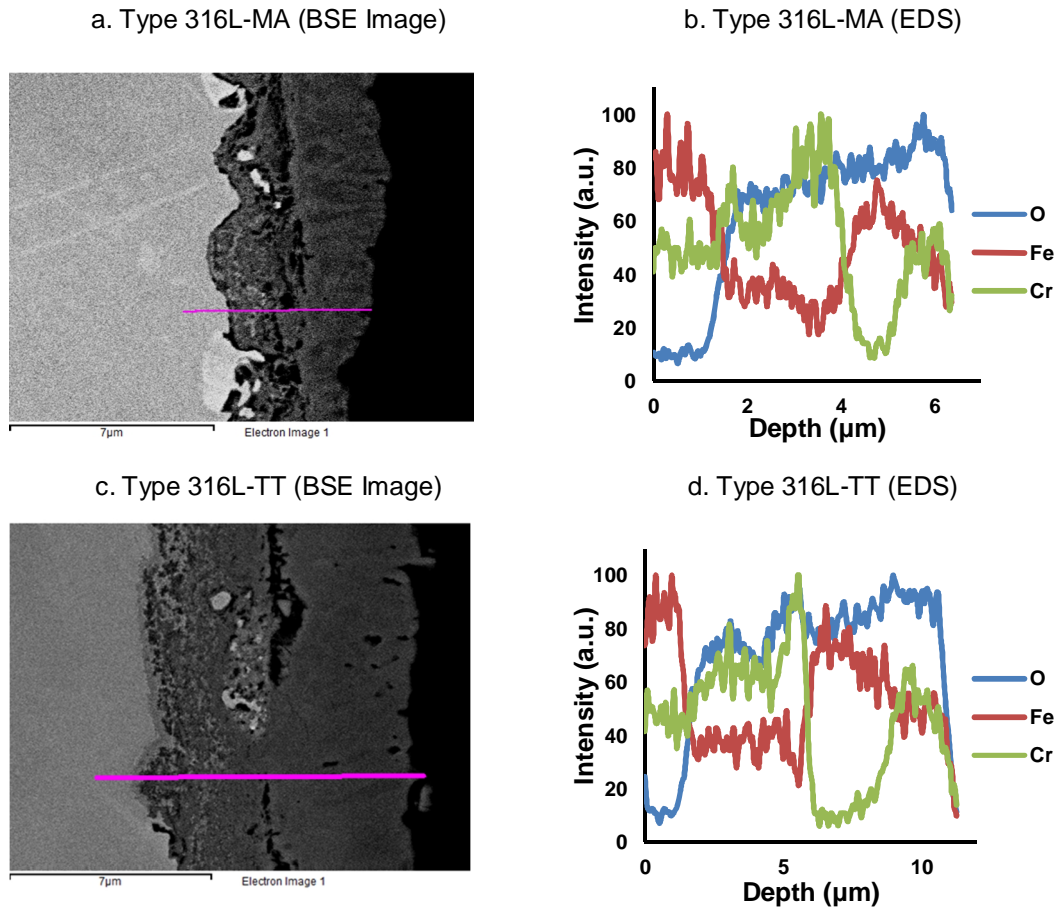 a. Type 316L-MA (BSE Image)
b. Type 316L-MA (EDS)
7µm
Electron Image 1
Intensity (a.u.)
100
80
60
40
20
0
0 2 4 6
Depth (µm)
O
Fe
Cr
c. Type 316L-TT (BSE Image)
d. Type 316L-TT (EDS)
7µm
Electron Image 1
Intensity (a.u.)
100
80
60
40
20
0
0 5 10
Depth (µm)
O
Fe
Cr